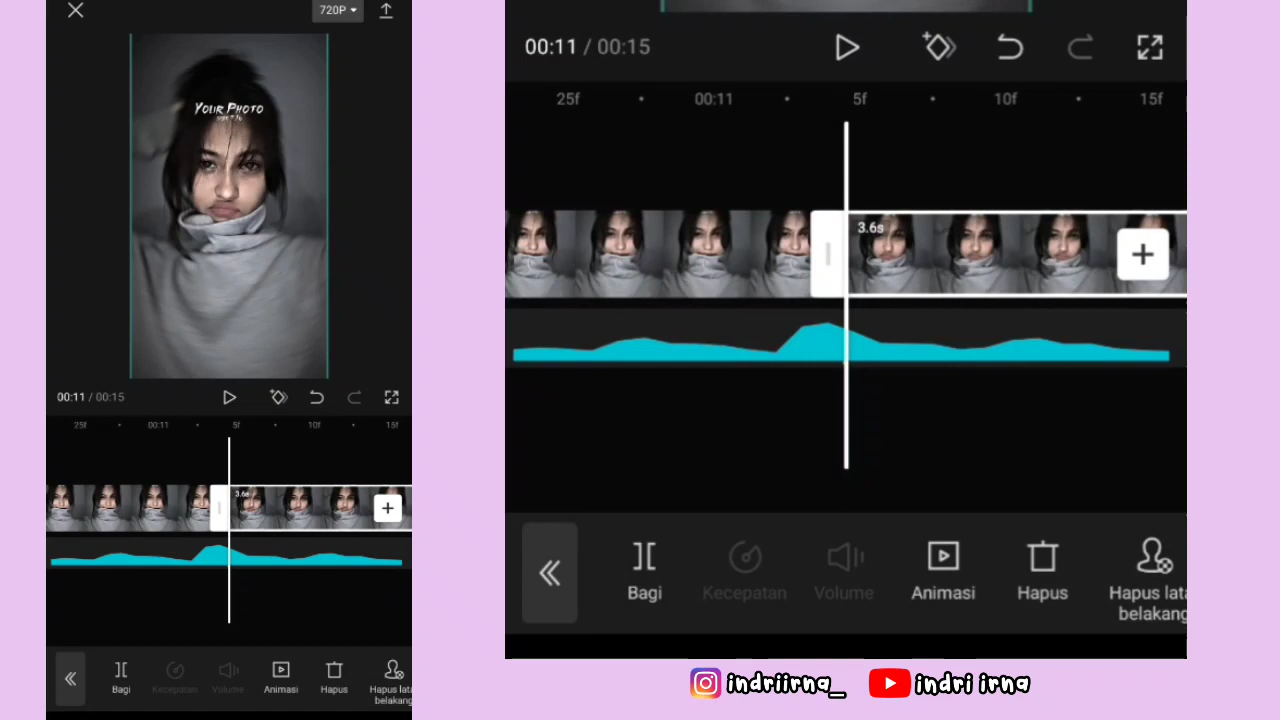 720P
YOUR PHOTO
00:11 / 00:15
25f
00:11
5f
10f
15f
3.6s
Bagi
Kecepatan
Volume
Animasi
Hapus
Hapus lata
belakang
00:11 / 00:15
25f
00:11
5f
10f
15f
3.6s
Bagi
Kecepatan
Volume
Animasi
Hapus
Hapus lata
belakang
indriirna_
indri irna